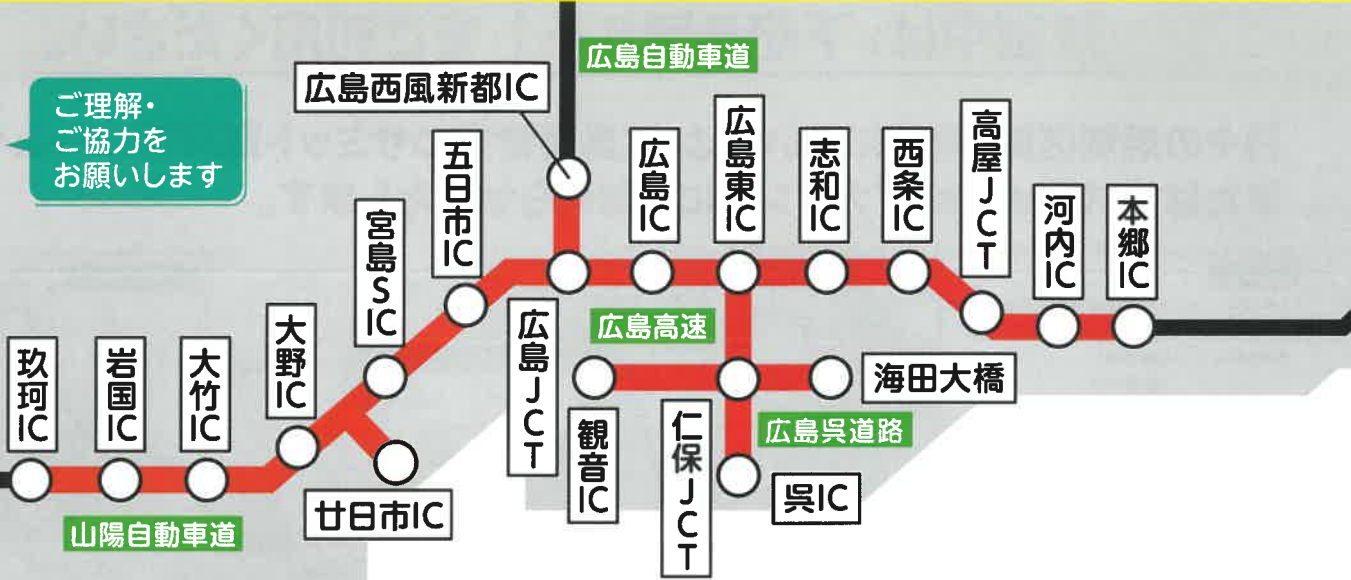 広島自動車道
広島西風新都IC
ご理解・
ご協力を
お願いします
五日市IC
広島IC
広島東IC
志和IC
西条IC
高屋JCT
河内IC
本郷IC
宮島SIC
大野IC
大竹IC
岩国IC
玖珂IC
広島JCT
広島高速
観音IC
仁保JCT
海田大橋
広島呉道路
呉IC
廿日市IC
山陽自動車道